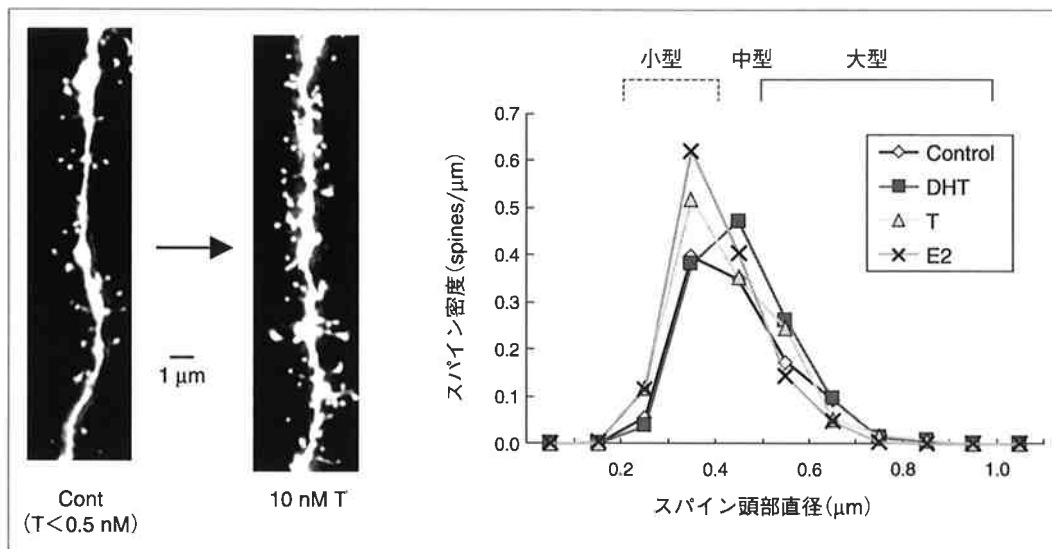 1 μm
Cont
(T＜0.5 nM)
10 nM T
小型 中型 大型
スパイン密度(spines/μm)
0.7
0.6
0.5
0.4
0.3
0.2
0.1
0.0
0.2 0.4 0.6 0.8 1.0
スパイン頭部直径(μm)
Control
DHT
T
E2